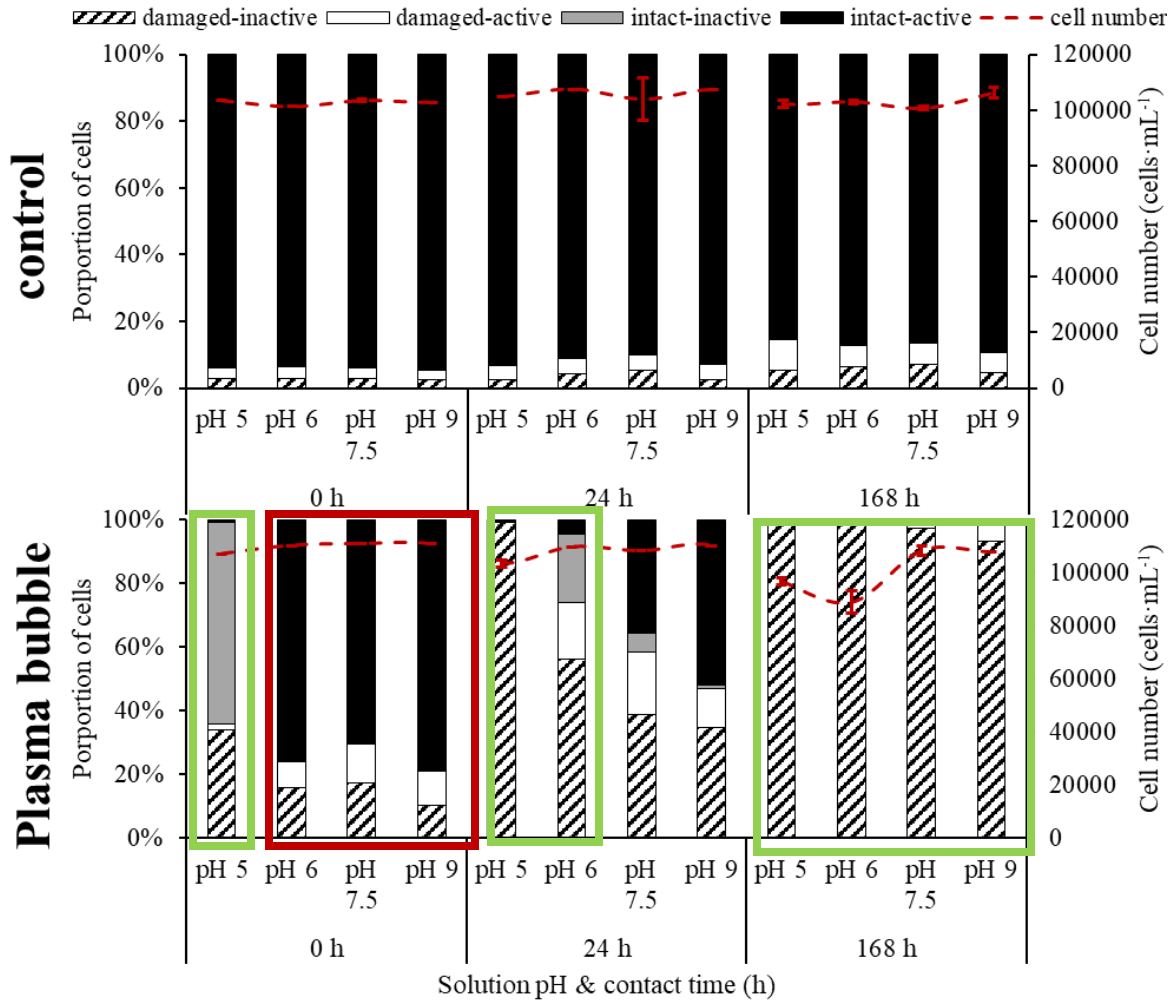 damaged-inactive damaged-active intact-inactive intact-active cell number
control
Porportion of cells
100%
80%
60%
40%
20%
0%
120000
100000
80000
60000
40000
20000
0
Cell number (cells·mL-1)
pH 5 pH 6 pH 7.5 pH 9 pH 5 pH 6 pH 7.5 pH 9 pH 5 pH 6 pH 7.5 pH 9
0 h 24 h 168 h
Plasma bubble
Porportion of cells
100%
80%
60%
40%
20%
0%
120000
100000
80000
60000
40000
20000
0
Cell number (cells·mL-1)
pH 5 pH 6 pH 7.5 pH 9 pH 5 pH 6 pH 7.5 pH 9 pH 5 pH 6 pH 7.5 pH 9
0 h 24 h 168 h
Solution pH & contact time (h)